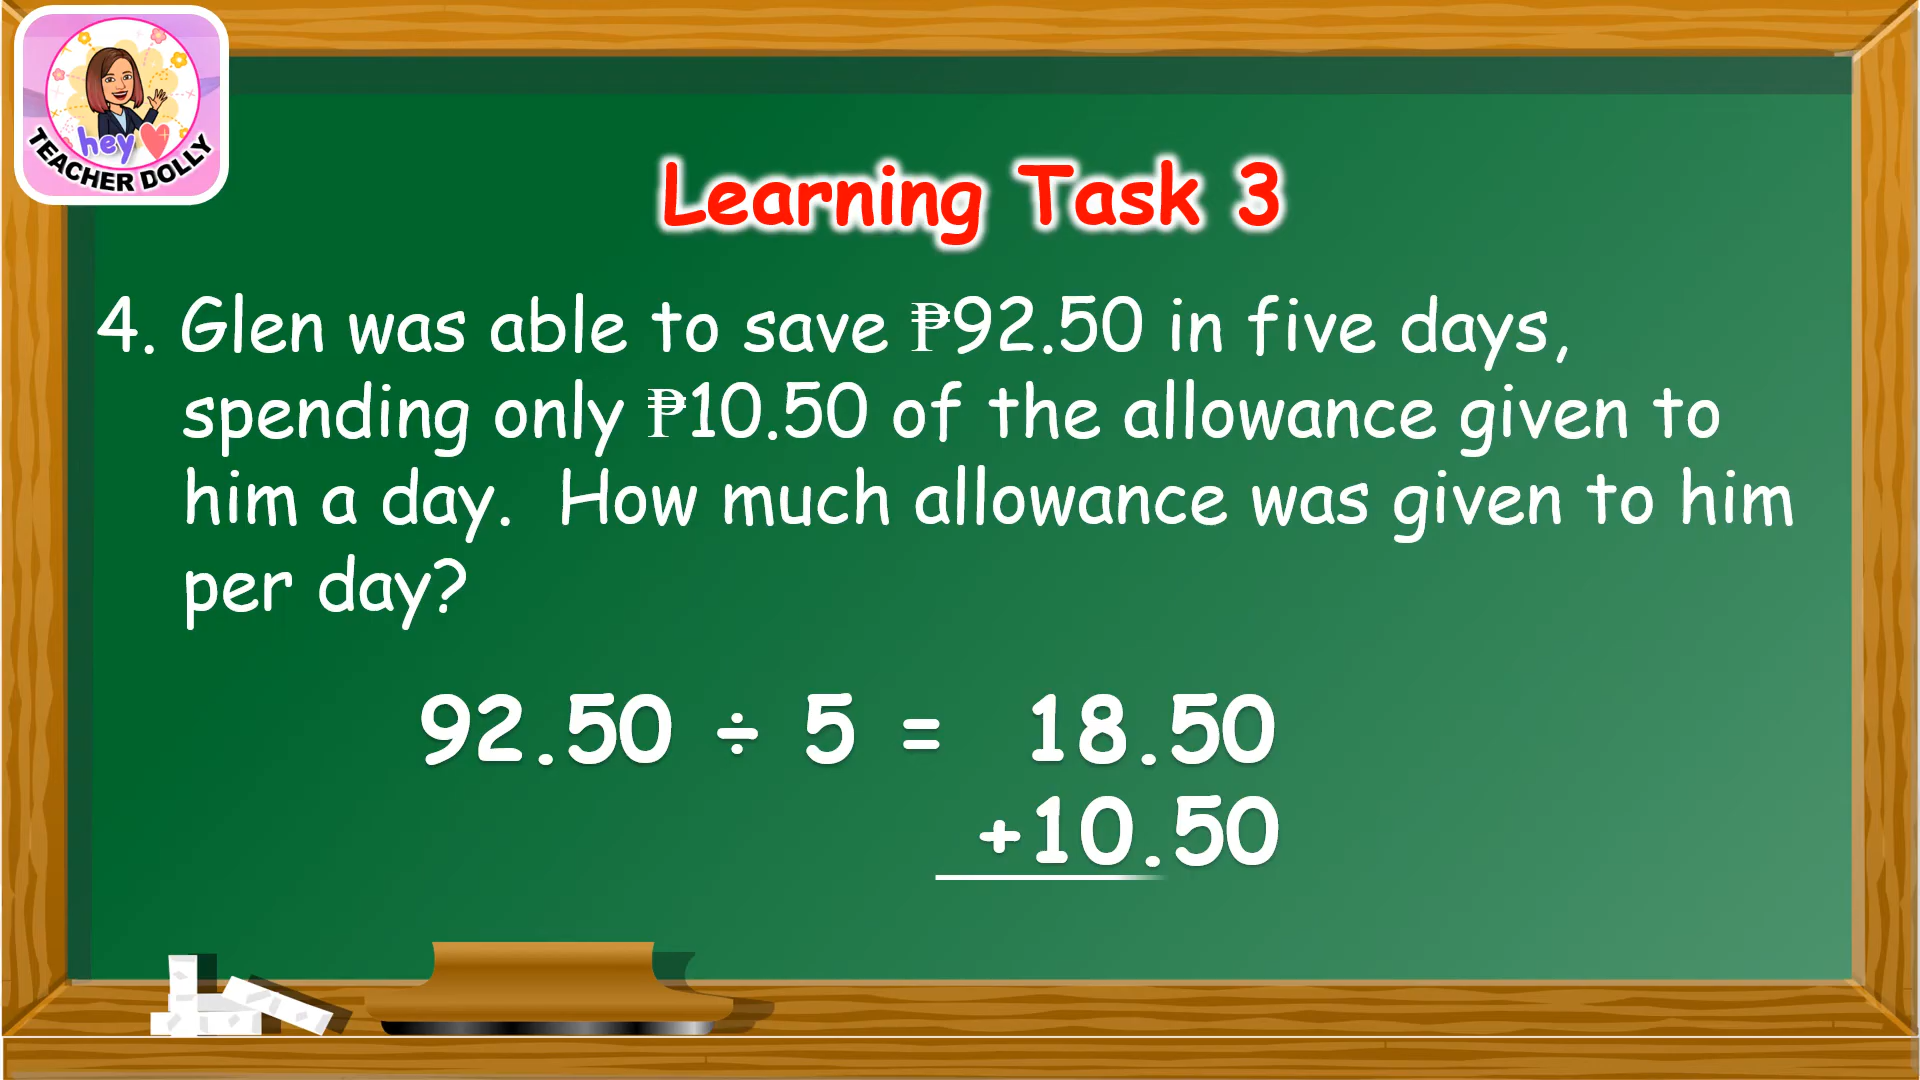 hey
TEACHER DOLLY
Learning Task 3
4. Glen was able to save ₱92.50 in five days,
spending only ₱10.50 of the allowance given to
him a day. How much allowance was given to him
per day?
92.50 ÷ 5 = 18.50
+10.50